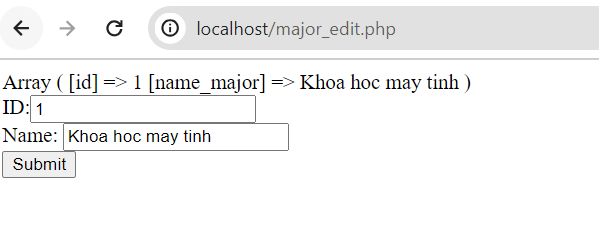 localhost/major_edit.php
Array ( [id] => 1 [name_major] => Khoa hoc may tinh )
ID: 1
Name: Khoa hoc may tinh
Submit